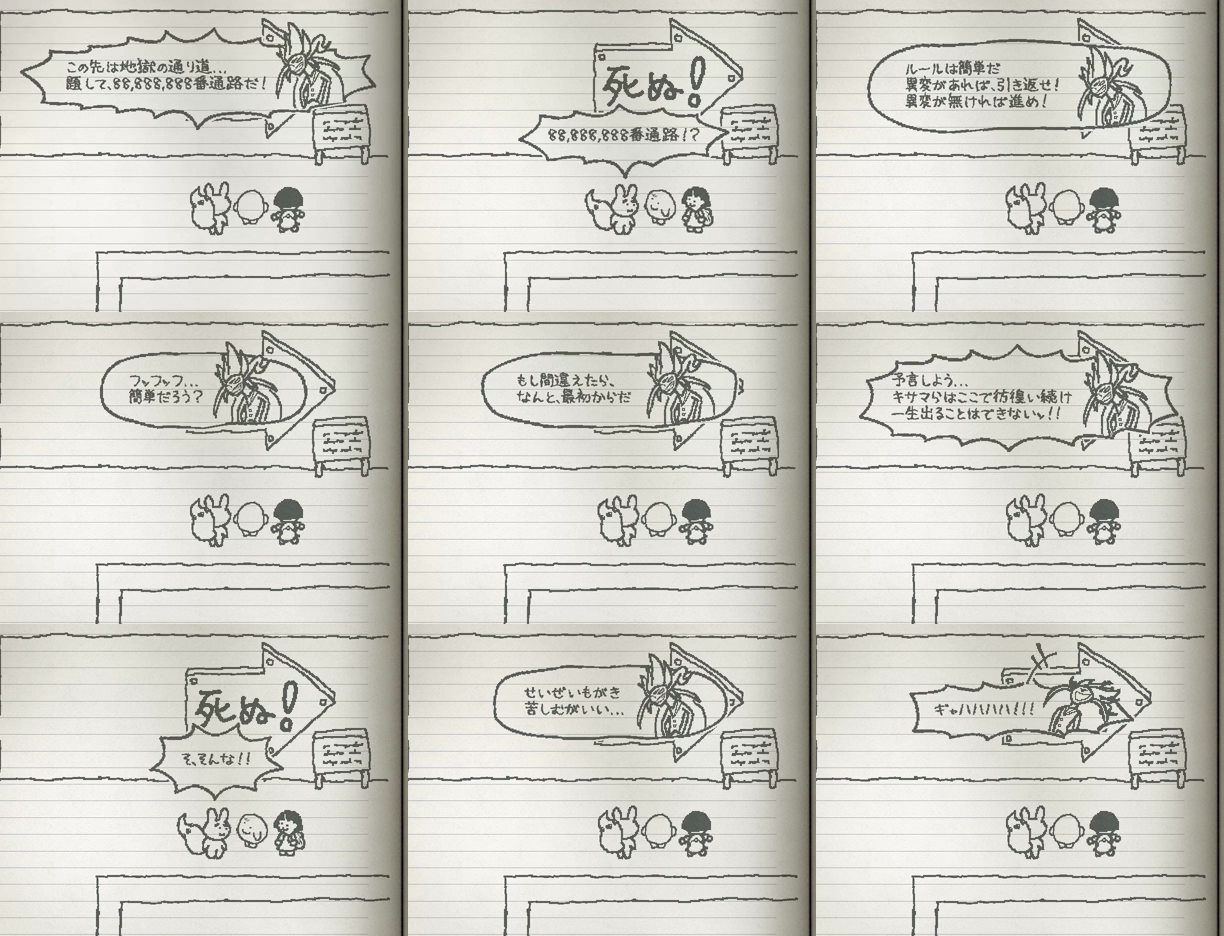 この先は地獄の通り道…
題して、88,888,888番通路だ!
死ぬ!
88,888,888番通路!?
ルールは簡単だ
異変があれば、引き返せ!
異変が無ければ進め!
フッフッフ…
簡単だろう?
もし間違えたら、
なんと、最初からだ
予言しよう…
キサマらはここで彷徨い続け
一生出ることはできないッ!!
死ぬ!
そ、そんな!!
せいぜいもがき
苦しむがいい…
ギャハハハハ!!!